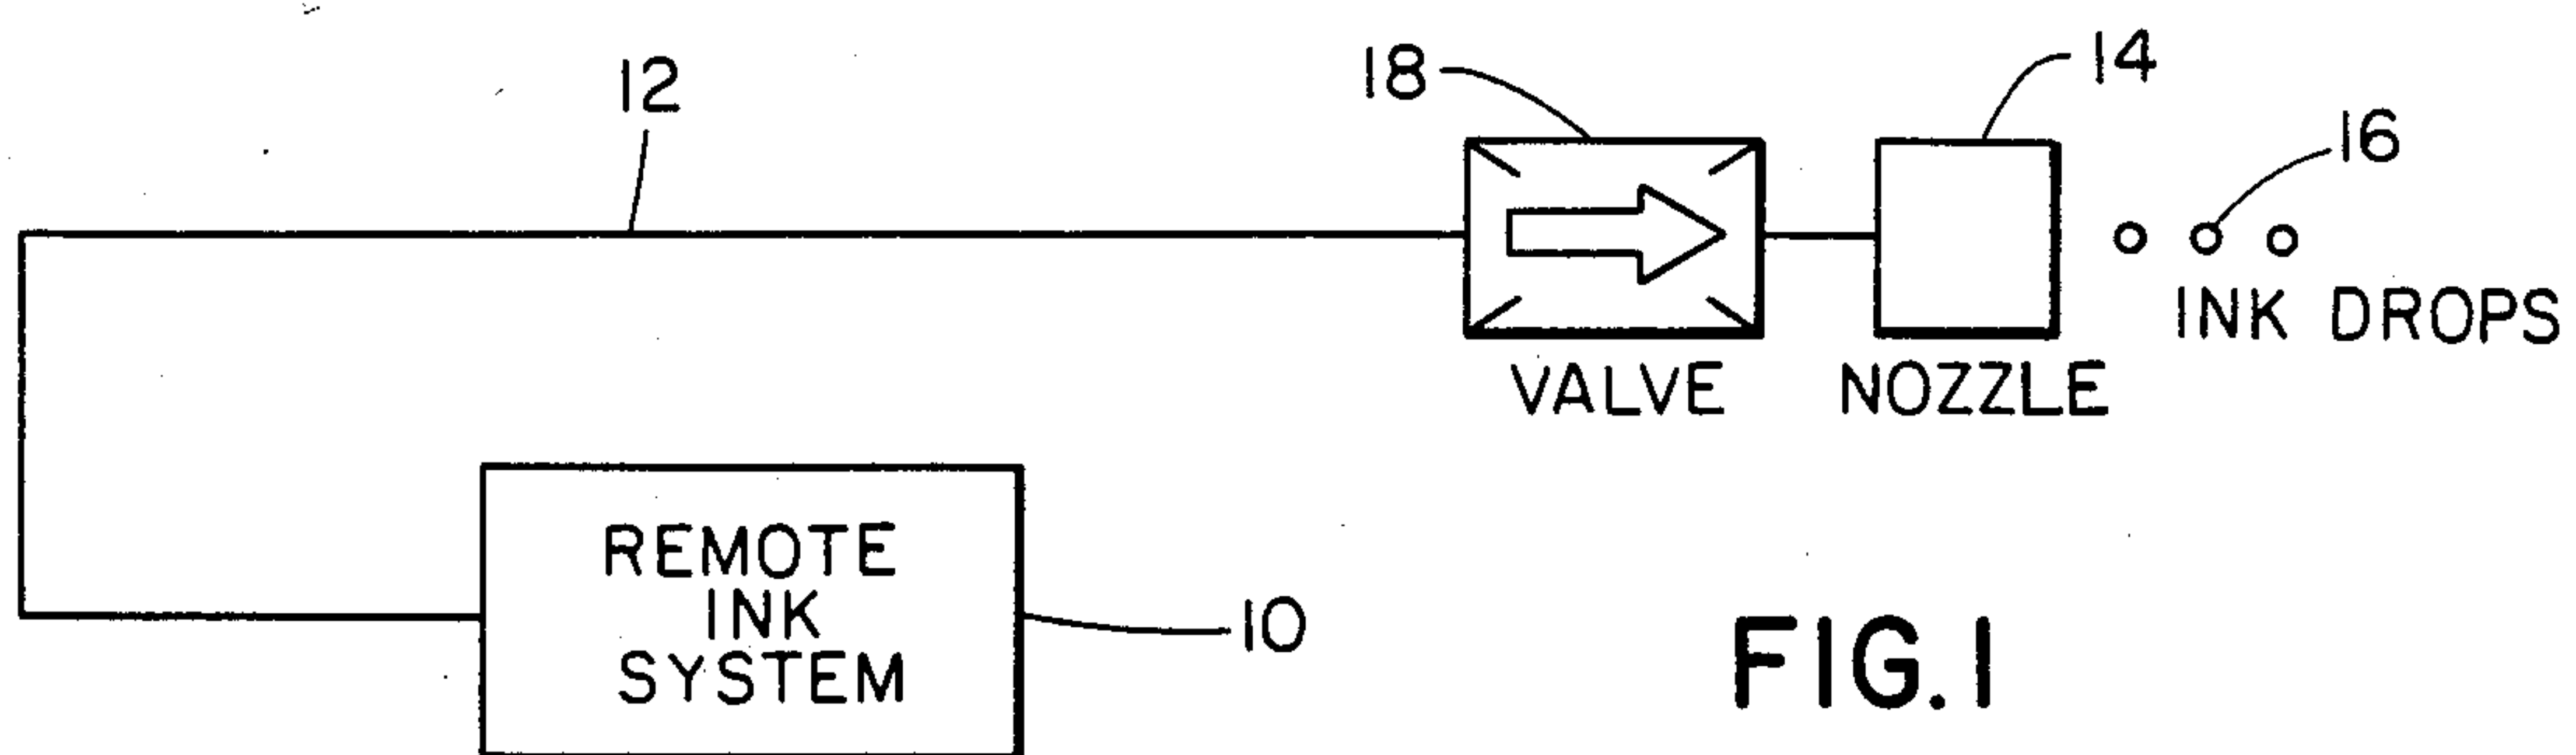 12
18
14
16
INK DROPS
VALVE
NOZZLE
REMOTE
INK
SYSTEM
10
FIG. 1